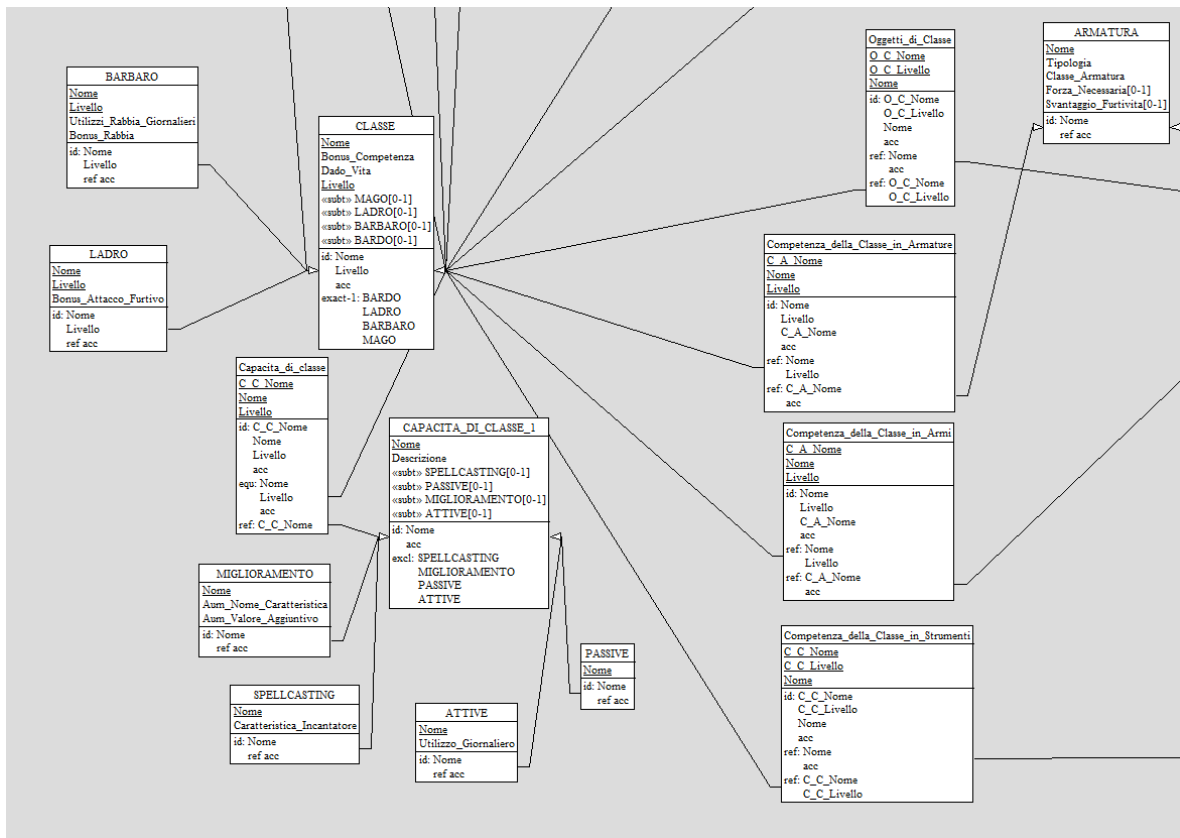 BARBARO
Nome
Livello
Utilizzi_Rabbia_Giornalieri
Bonus_Rabbia
id: Nome
Livello
ref acc
LADRO
Nome
Livello
Bonus_Attacco_Furtivo
id: Nome
Livello
ref acc
CLASSE
Nome
Bonus_Competenza
Dado_Vita
Livello
«subt» MAGO[0-1]
«subt» LADRO[0-1]
«subt» BARBARO[0-1]
«subt» BARDO[0-1]
id: Nome
Livello
acc
exact-1: BARDO
LADRO
BARBARO
MAGO
Oggetti_di_Classe
O_C_Nome
O_C_Livello
Nome
id: O_C_Nome
O_C_Livello
Nome
acc
ref: Nome
acc
ref: O_C_Nome
O_C_Livello
ARMATURA
Nome
Tipologia
Classe_Armatura
Forza_Necessaria[0-1]
Svantaggio_Furtivita[0-1]
id: Nome
ref acc
Competenza_della_Classe_in_Armature
C_A_Nome
Nome
Livello
id: Nome
Livello
C_A_Nome
acc
ref: Nome
Livello
ref: C_A_Nome
acc
Capacita_di_classe
C_C_Nome
Nome
Livello
id: C_C_Nome
Nome
Livello
acc
equ: Nome
Livello
acc
ref: C_C_Nome
CAPACITA_DI_CLASSE_1
Nome
Descrizione
«subt» SPELLCASTING[0-1]
«subt» PASSIVE[0-1]
«subt» MIGLIORAMENTO[0-1]
«subt» ATTIVE[0-1]
id: Nome
acc
excl: SPELLCASTING
MIGLIORAMENTO
PASSIVE
ATTIVE
Competenza_della_Classe_in_Armi
C_A_Nome
Nome
Livello
id: Nome
Livello
C_A_Nome
acc
ref: Nome
Livello
ref: C_A_Nome
acc
MIGLIORAMENTO
Nome
Aum_Nome_Caratteristica
Aum_Valore_Aggiuntivo
id: Nome
ref acc
SPELLCASTING
Nome
Caratteristica_Incantatore
id: Nome
ref acc
ATTIVE
Nome
Utilizzo_Giornaliero
id: Nome
ref acc
PASSIVE
Nome
id: Nome
ref acc
Competenza_della_Classe_in_Strumenti
C_C_Nome
C_C_Livello
Nome
id: C_C_Nome
C_C_Livello
Nome
acc
ref: Nome
acc
ref: C_C_Nome
C_C_Livello